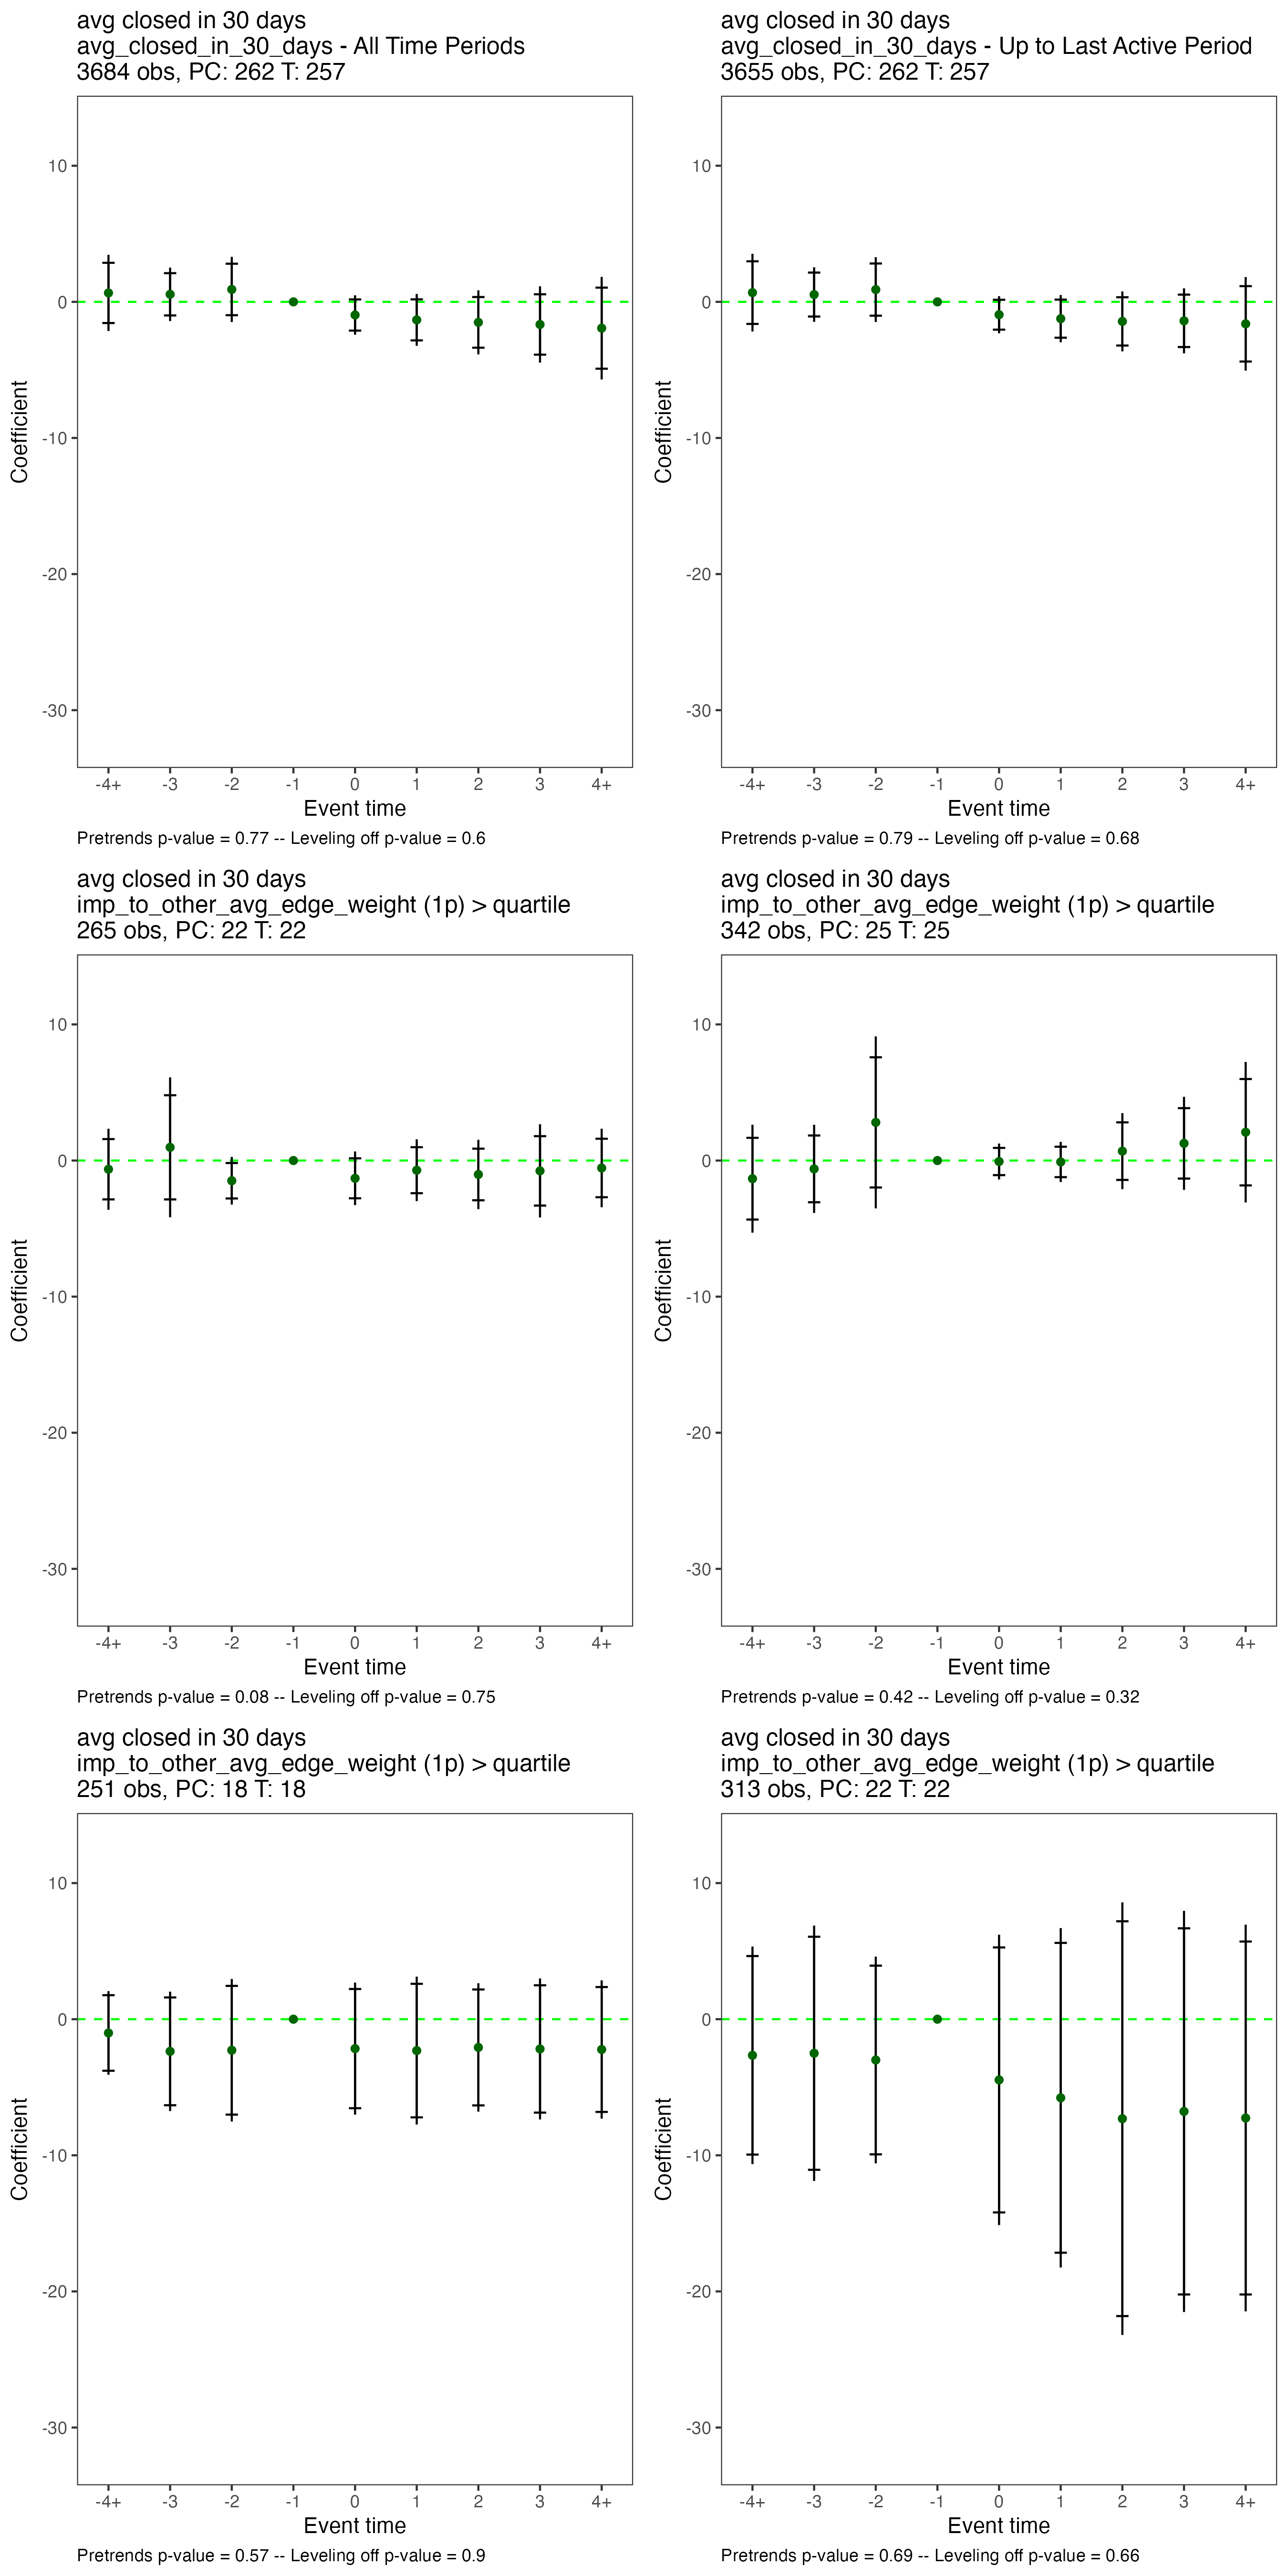 avg closed in 30 days
avg_closed_in_30_days - All Time Periods
3684 obs, PC: 262 T: 257
10
0
-10
-20
-30
Coefficient
-4+ -3 -2 -1 0 1 2 3 4+
Event time
Pretrends p-value = 0.77 -- Leveling off p-value = 0.6
avg closed in 30 days
avg_closed_in_30_days - Up to Last Active Period
3655 obs, PC: 262 T: 257
10
0
-10
-20
-30
Coefficient
-4+ -3 -2 -1 0 1 2 3 4+
Event time
Pretrends p-value = 0.79 -- Leveling off p-value = 0.68
avg closed in 30 days
imp_to_other_avg_edge_weight (1p) > quartile
265 obs, PC: 22 T: 22
10
0
-10
-20
-30
Coefficient
-4+ -3 -2 -1 0 1 2 3 4+
Event time
Pretrends p-value = 0.08 -- Leveling off p-value = 0.75
avg closed in 30 days
imp_to_other_avg_edge_weight (1p) > quartile
342 obs, PC: 25 T: 25
10
0
-10
-20
-30
Coefficient
-4+ -3 -2 -1 0 1 2 3 4+
Event time
Pretrends p-value = 0.42 -- Leveling off p-value = 0.32
avg closed in 30 days
imp_to_other_avg_edge_weight (1p) > quartile
251 obs, PC: 18 T: 18
10
0
-10
-20
-30
Coefficient
-4+ -3 -2 -1 0 1 2 3 4+
Event time
Pretrends p-value = 0.57 -- Leveling off p-value = 0.9
avg closed in 30 days
imp_to_other_avg_edge_weight (1p) > quartile
313 obs, PC: 22 T: 22
10
0
-10
-20
-30
Coefficient
-4+ -3 -2 -1 0 1 2 3 4+
Event time
Pretrends p-value = 0.69 -- Leveling off p-value = 0.66